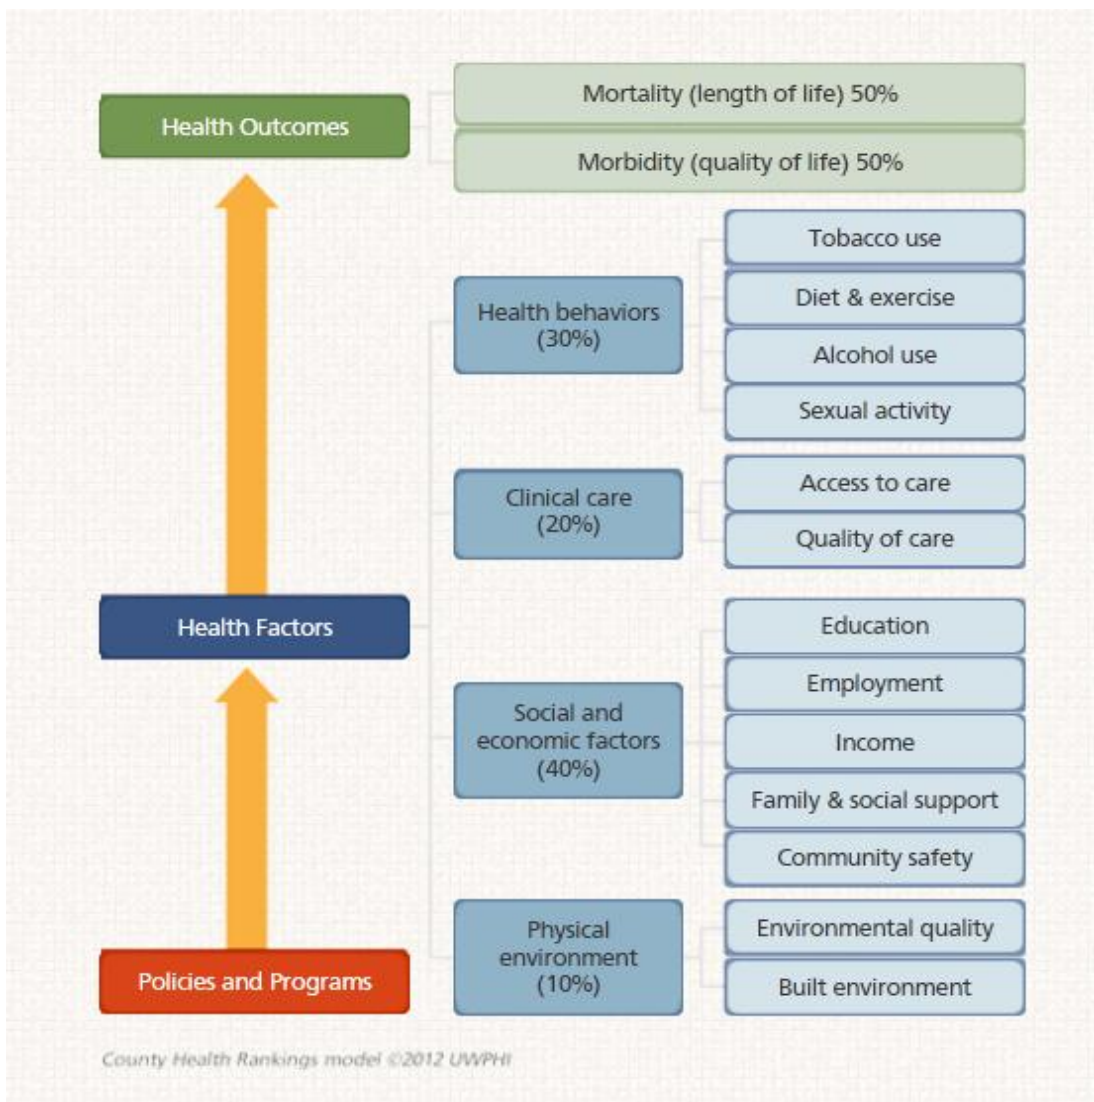 Health Outcomes
Mortality (length of life) 50%
Morbidity (quality of life) 50%
Health Factors
Health behaviors
(30%)
Tobacco use
Diet & exercise
Alcohol use
Sexual activity
Clinical care
(20%)
Access to care
Quality of care
Social and
economic factors
(40%)
Education
Employment
Income
Family & social support
Community safety
Physical
environment
(10%)
Environmental quality
Built environment
Policies and Programs
County Health Rankings model ©2012 UWPHI